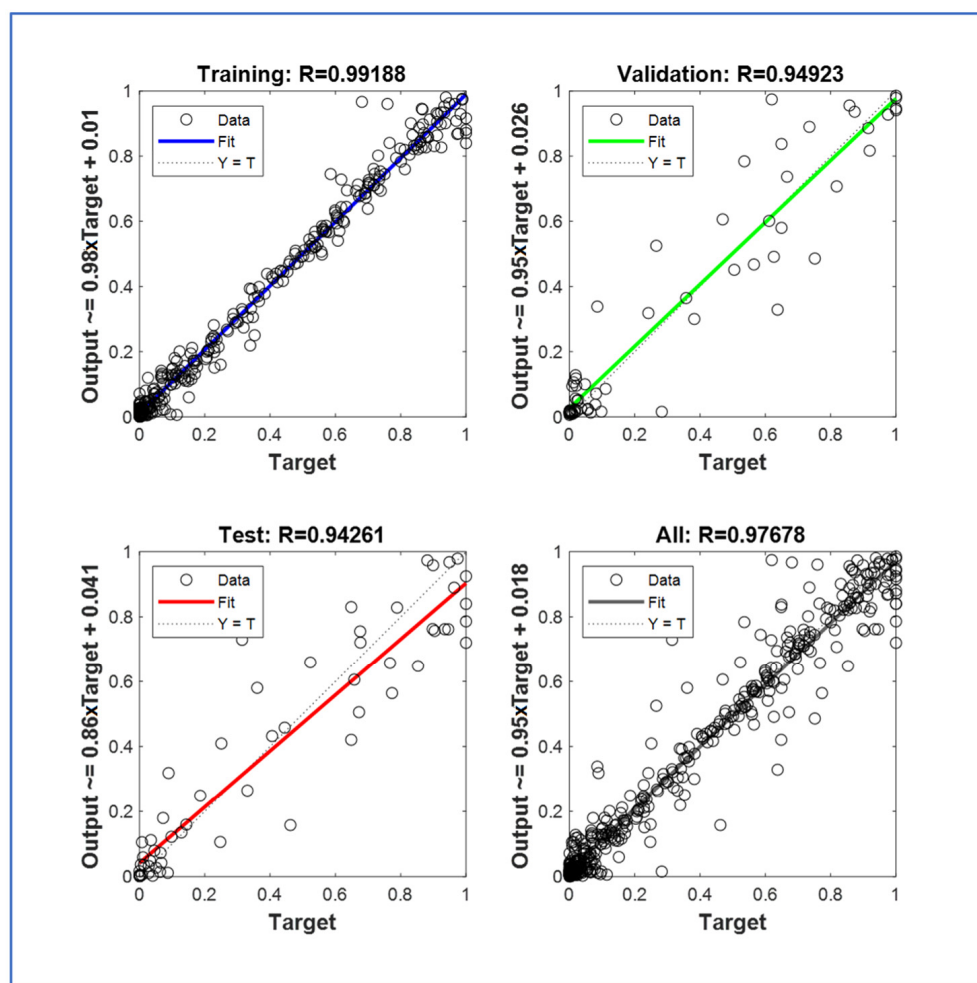 Training: R=0.99188
Output ~= 0.98xTarget + 0.01
1
0.8
0.6
0.4
0.2
0
Data
Fit
Y = T
0 0.2 0.4 0.6 0.8 1
Target
Validation: R=0.94923
Output ~= 0.95xTarget + 0.026
1
0.8
0.6
0.4
0.2
0
Data
Fit
Y = T
0 0.2 0.4 0.6 0.8 1
Target
Test: R=0.94261
Output ~= 0.86xTarget + 0.041
1
0.8
0.6
0.4
0.2
0
Data
Fit
Y = T
0 0.2 0.4 0.6 0.8 1
Target
All: R=0.97678
Output ~= 0.95xTarget + 0.018
1
0.8
0.6
0.4
0.2
0
Data
Fit
Y = T
0 0.2 0.4 0.6 0.8 1
Target